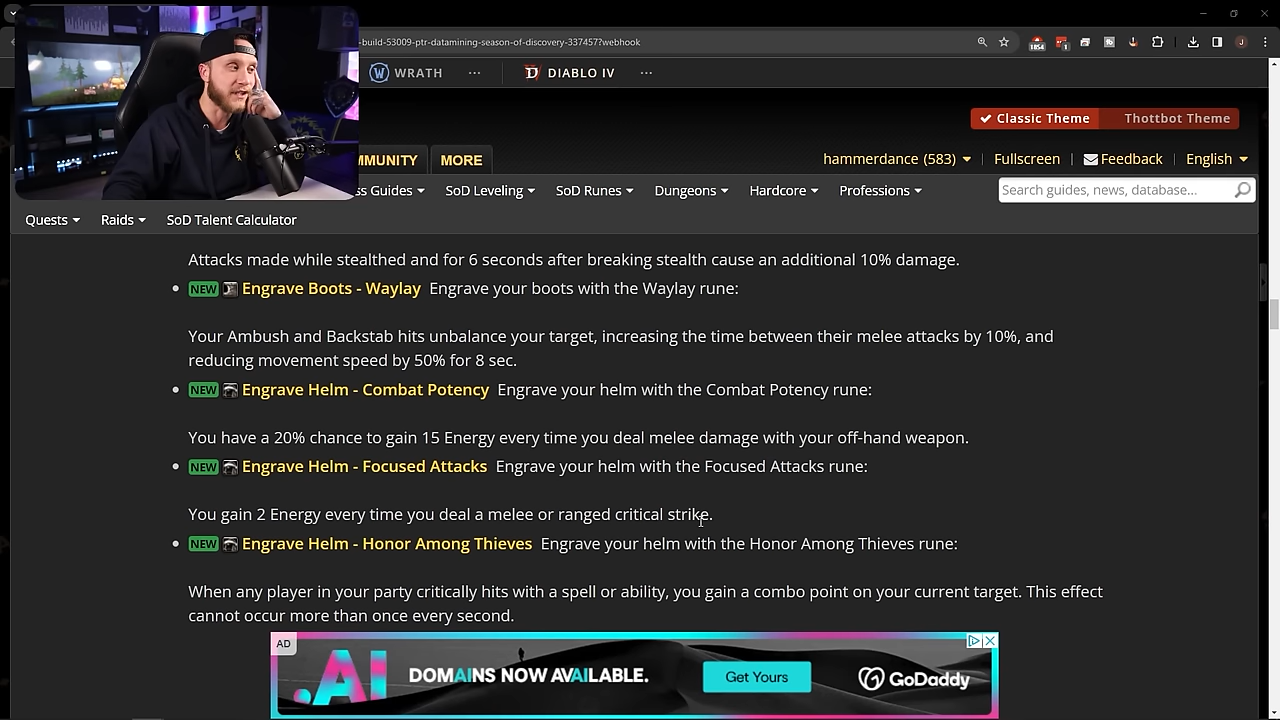 -build-53009-ptr-datamining-season-of-discovery-337457?webhook
1854
1
J
WRATH
DIABLO IV
Classic Theme
Thottbot Theme
MMUNITY
MORE
hammerdance (583)
Fullscreen
Feedback
English
ss Guides
SoD Leveling
SoD Runes
Dungeons
Hardcore
Professions
Search guides, news, database...
Quests
Raids
SoD Talent Calculator
Attacks made while stealthed and for 6 seconds after breaking stealth cause an additional 10% damage.
NEW Engrave Boots - Waylay Engrave your boots with the Waylay rune:
Your Ambush and Backstab hits unbalance your target, increasing the time between their melee attacks by 10%, and
reducing movement speed by 50% for 8 sec.
NEW Engrave Helm - Combat Potency Engrave your helm with the Combat Potency rune:
You have a 20% chance to gain 15 Energy every time you deal melee damage with your off-hand weapon.
NEW Engrave Helm - Focused Attacks Engrave your helm with the Focused Attacks rune:
You gain 2 Energy every time you deal a melee or ranged critical strike.
NEW Engrave Helm - Honor Among Thieves Engrave your helm with the Honor Among Thieves rune:
When any player in your party critically hits with a spell or ability, you gain a combo point on your current target. This effect
cannot occur more than once every second.
AD
.AI
DOMAINS NOW AVAILABLE.
Get Yours
GoDaddy